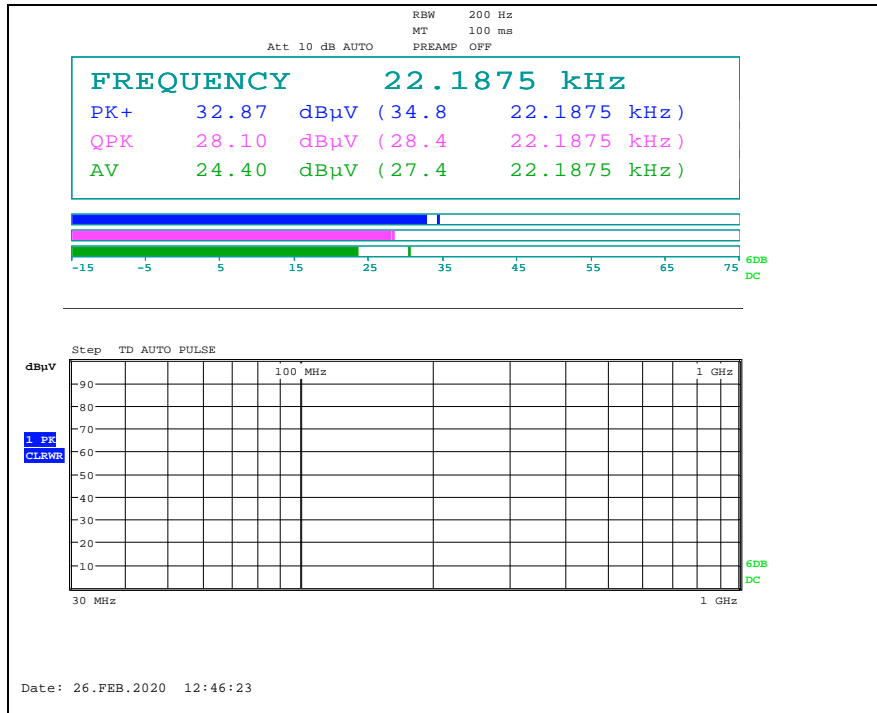 RBW 200 Hz
MT 100 ms
Att 10 dB AUTO PREAMP OFF
FREQUENCY 22.1875 kHz
PK+ 32.87 dBµV (34.8 22.1875 kHz)
QPK 28.10 dBµV (28.4 22.1875 kHz)
AV 24.40 dBµV (27.4 22.1875 kHz)
-15 -5 5 15 25 35 45 55 65 75
6DB
DC
Step TD AUTO PULSE
dBµV
100 MHz 1 GHz
90
80
70
1 PK
CLRWR
60
50
40
30
20
10
6DB
DC
30 MHz 1 GHz
Date: 26.FEB.2020 12:46:23